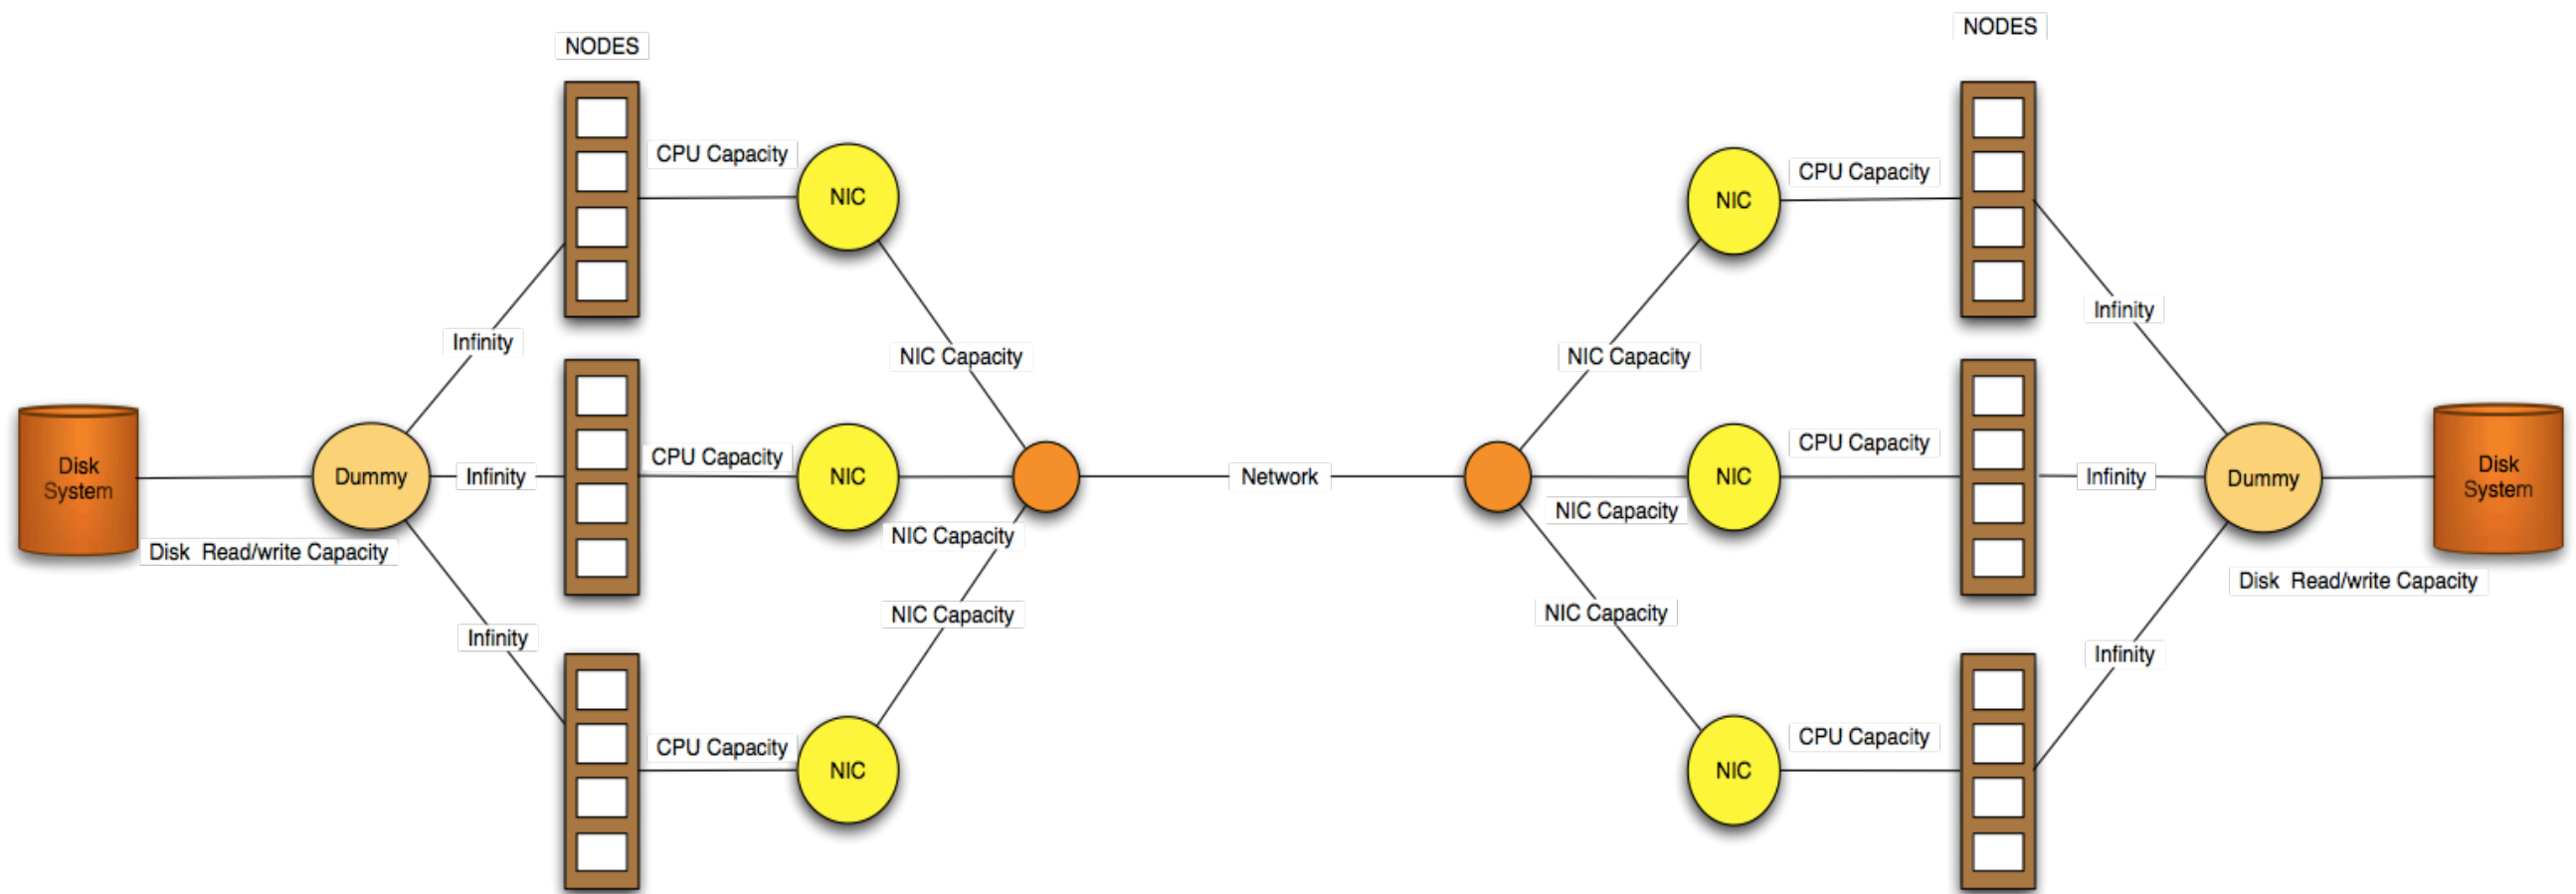 NODES
NODES
CPU Capacity
NIC
NIC
CPU Capacity
Infinity
NIC Capacity
NIC Capacity
Infinity
Disk
System
Dummy
Infinity
CPU Capacity
NIC
NIC Capacity
Network
NIC Capacity
NIC
CPU Capacity
Infinity
Dummy
Disk
System
Disk  Read/write Capacity
Disk  Read/write Capacity
Infinity
NIC Capacity
NIC Capacity
Infinity
CPU Capacity
NIC
NIC
CPU Capacity